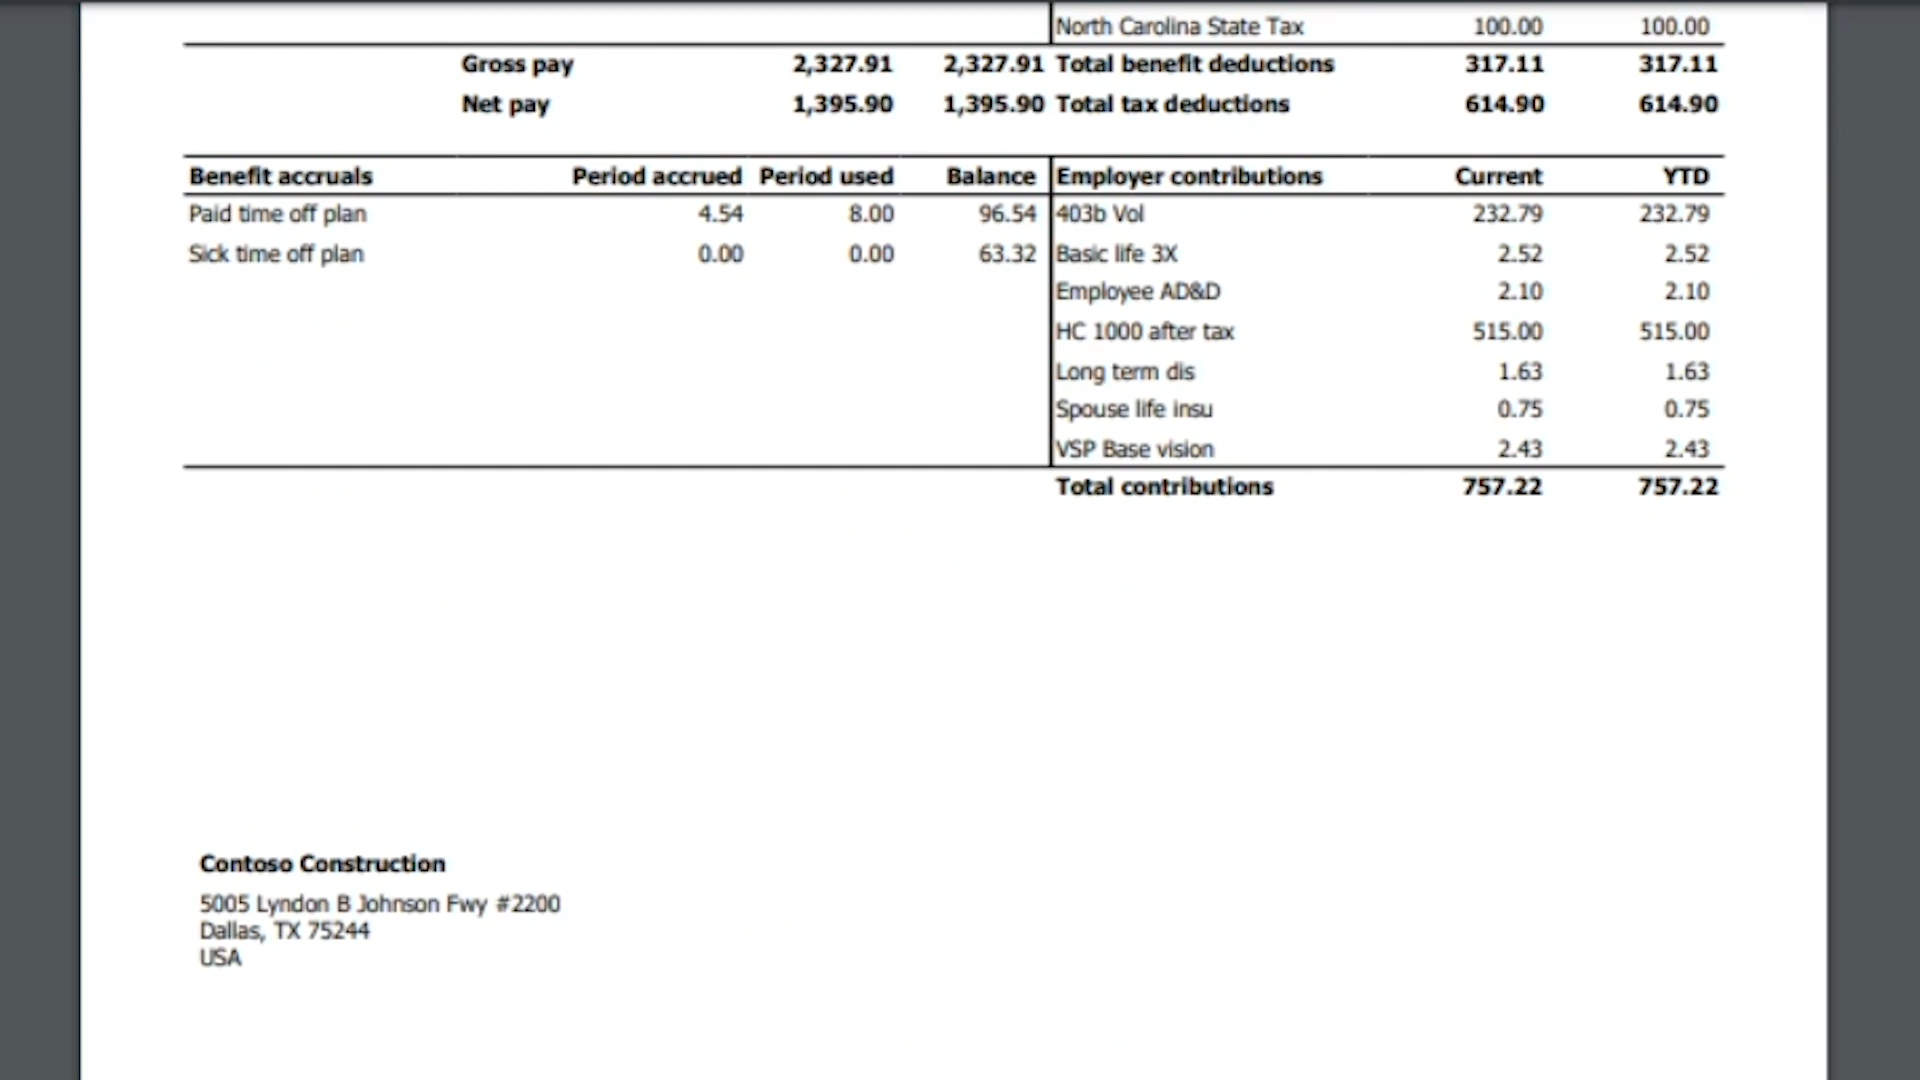 North Carolina State Tax 100.00 100.00
Gross pay 2,327.91 2,327.91 Total benefit deductions 317.11 317.11
Net pay 1,395.90 1,395.90 Total tax deductions 614.90 614.90
Benefit accruals Period accrued Period used Balance Employer contributions Current YTD
Paid time off plan 4.54 8.00 96.54 403b Vol 232.79 232.79
Sick time off plan 0.00 0.00 63.32 Basic life 3X 2.52 2.52
Employee AD&D 2.10 2.10
HC 1000 after tax 515.00 515.00
Long term dis 1.63 1.63
Spouse life insu 0.75 0.75
VSP Base vision 2.43 2.43
Total contributions 757.22 757.22
Contoso Construction
5005 Lyndon B Johnson Fwy #2200
Dallas, TX 75244
USA